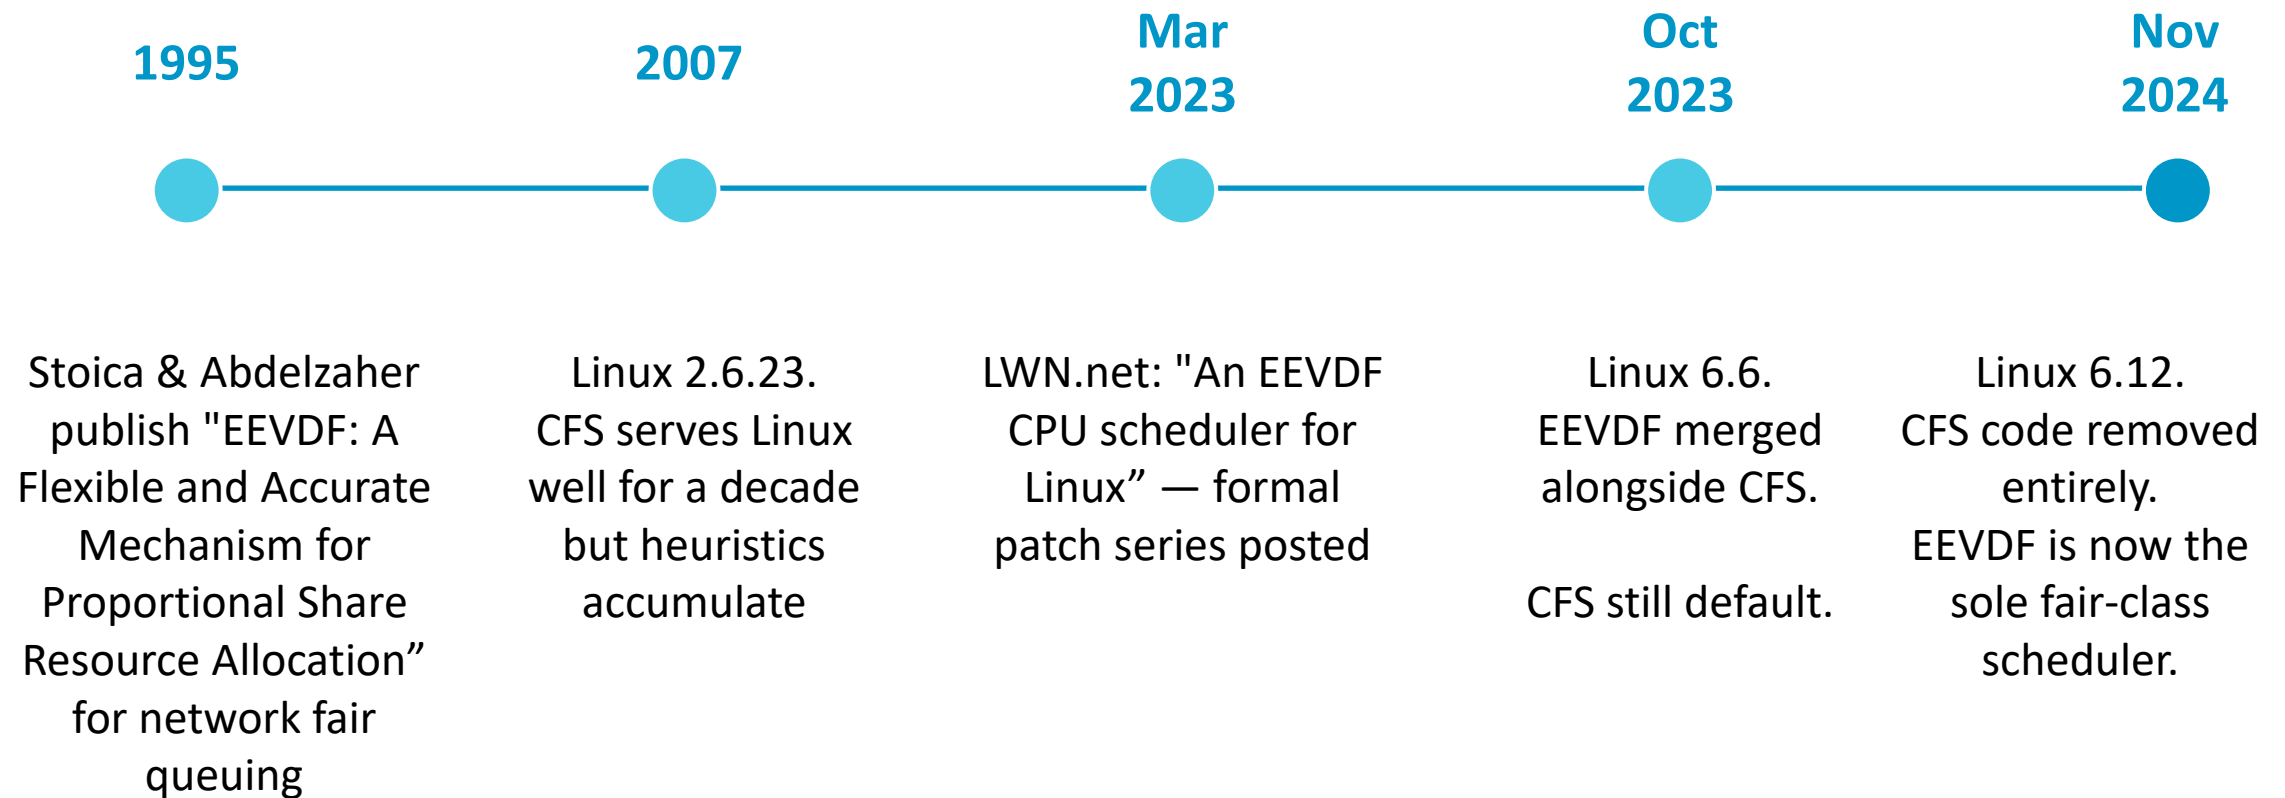 1995
Stoica & Abdelzaher
publish "EEVDF: A
Flexible and Accurate
Mechanism for
Proportional Share
Resource Allocation”
for network fair
queuing
2007
Linux 2.6.23.
CFS serves Linux
well for a decade
but heuristics
accumulate
Mar
2023
LWN.net: "An EEVDF
CPU scheduler for
Linux” — formal
patch series posted
Oct
2023
Linux 6.6.
EEVDF merged
alongside CFS.
CFS still default.
Nov
2024
Linux 6.12.
CFS code removed
entirely.
EEVDF is now the
sole fair-class
scheduler.